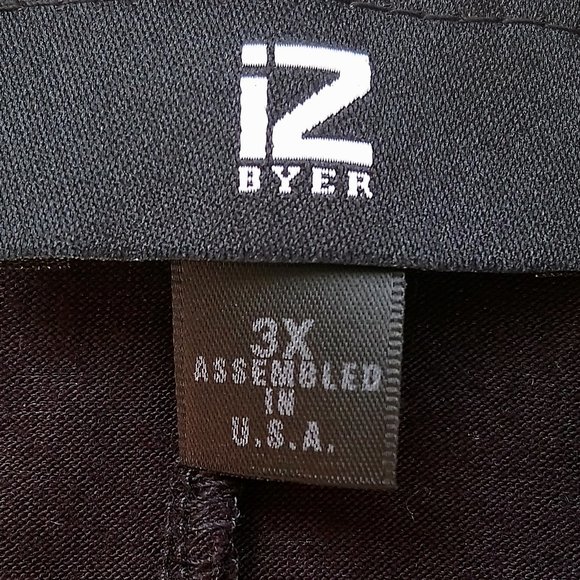 iZ
BYER
3X
ASSEMBLED
IN
U.S.A.